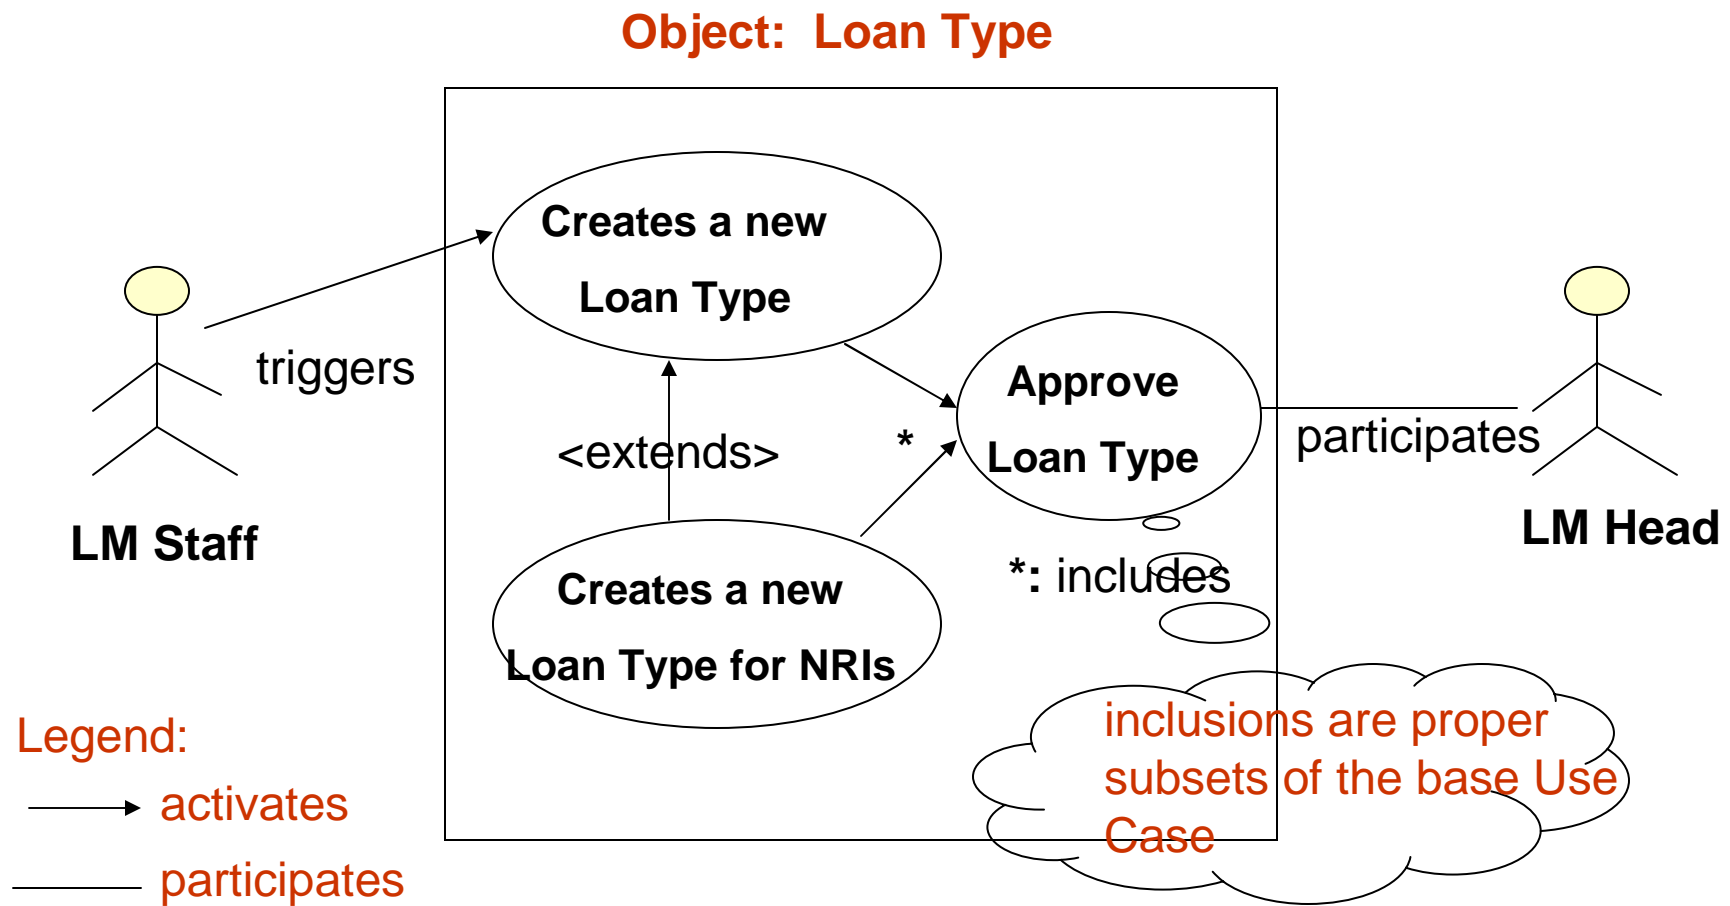 Object: Loan Type
Creates a new
Loan Type
triggers
Approve
Loan Type
participates
<extends>
*
LM Staff
LM Head
*: includes
Creates a new
Loan Type for NRIs
inclusions are proper
subsets of the base Use
Case
Legend:
activates
participates